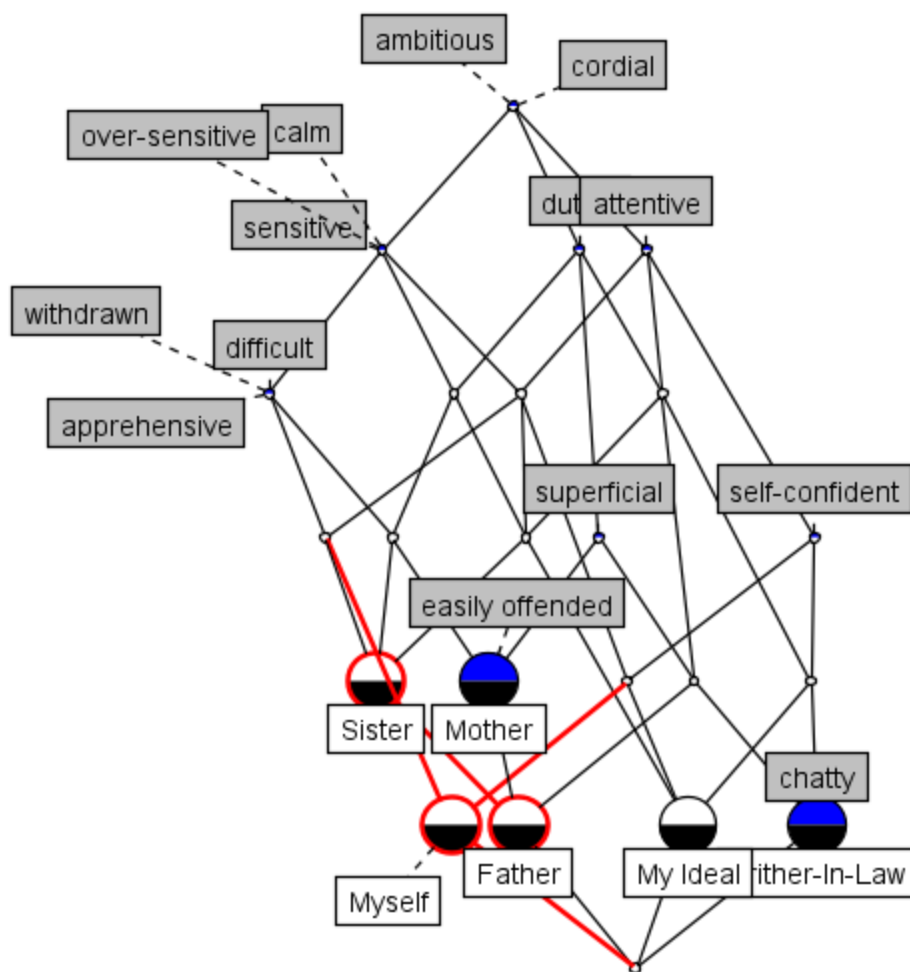 ambitious
cordial
over-sensitive
calm
sensitive
attentive
withdrawn
difficult
apprehensive
superficial
self-confident
easily offended
Sister
Mother
chatty
Myself
Father
My Ideal